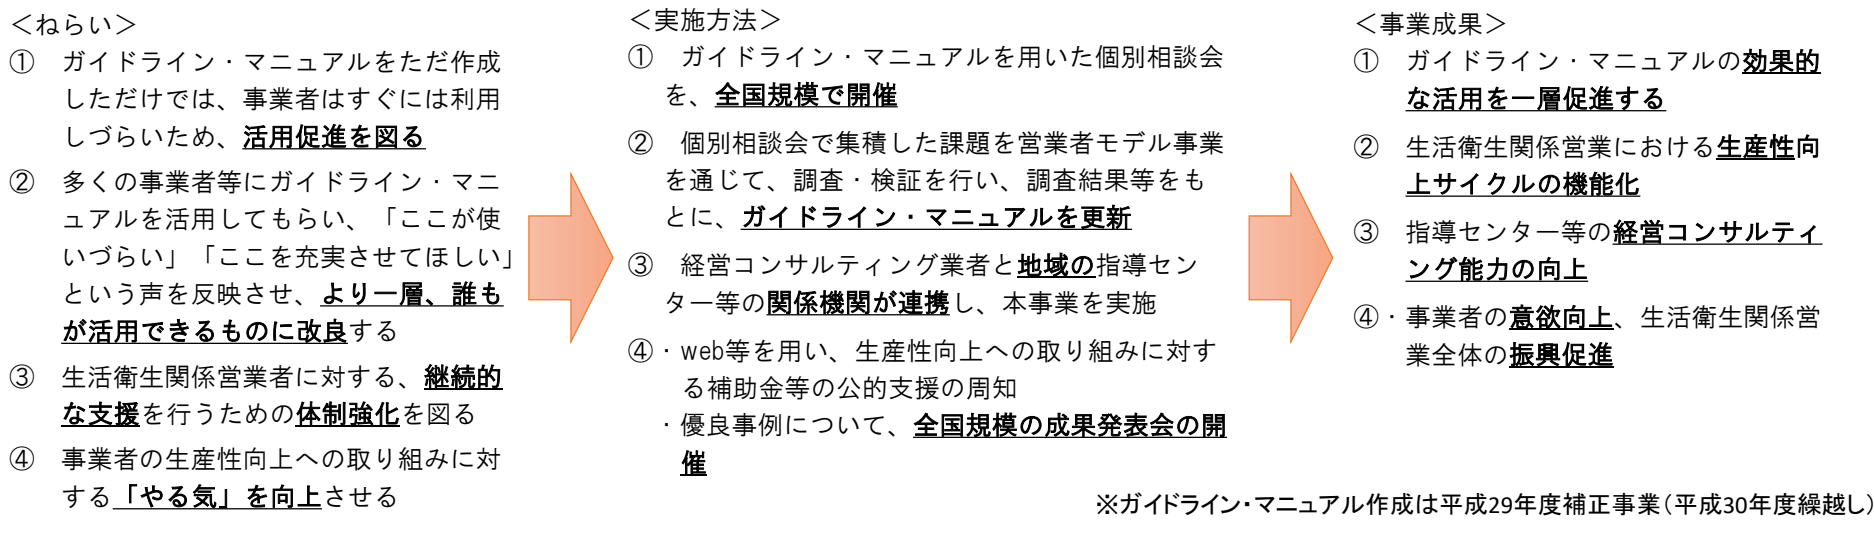 ＜ねらい＞
① ガイドライン・マニュアルをただ作成
しただけでは、事業者はすぐには利用
しづらいため、活用促進を図る
② 多くの事業者等にガイドライン・マニ
ュアルを活用してもらい、「ここが使
いづらい」「ここを充実させてほしい」
という声を反映させ、より一層、誰も
が活用できるものに改良する
③ 生活衛生関係営業者に対する、継続的
な支援を行うための体制強化を図る
④ 事業者の生産性向上への取り組みに対
する「やる気」を向上させる
＜実施方法＞
① ガイドライン・マニュアルを用いた個別相談会
を、全国規模で開催
② 個別相談会で集積した課題を営業者モデル事業
を通じて、調査・検証を行い、調査結果等をも
とに、ガイドライン・マニュアルを更新
③ 経営コンサルティング業者と地域の指導セン
ター等の関係機関が連携し、本事業を実施
④・web等を用い、生産性向上への取り組みに対す
る補助金等の公的支援の周知
・優良事例について、全国規模の成果発表会の開
催
＜事業成果＞
① ガイドライン・マニュアルの効果的
な活用を一層促進する
② 生活衛生関係営業における生産性向
上サイクルの機能化
③ 指導センター等の経営コンサルティ
ング能力の向上
④・事業者の意欲向上、生活衛生関係営
業全体の振興促進
※ガイドライン・マニュアル作成は平成29年度補正事業（平成30年度繰越し）